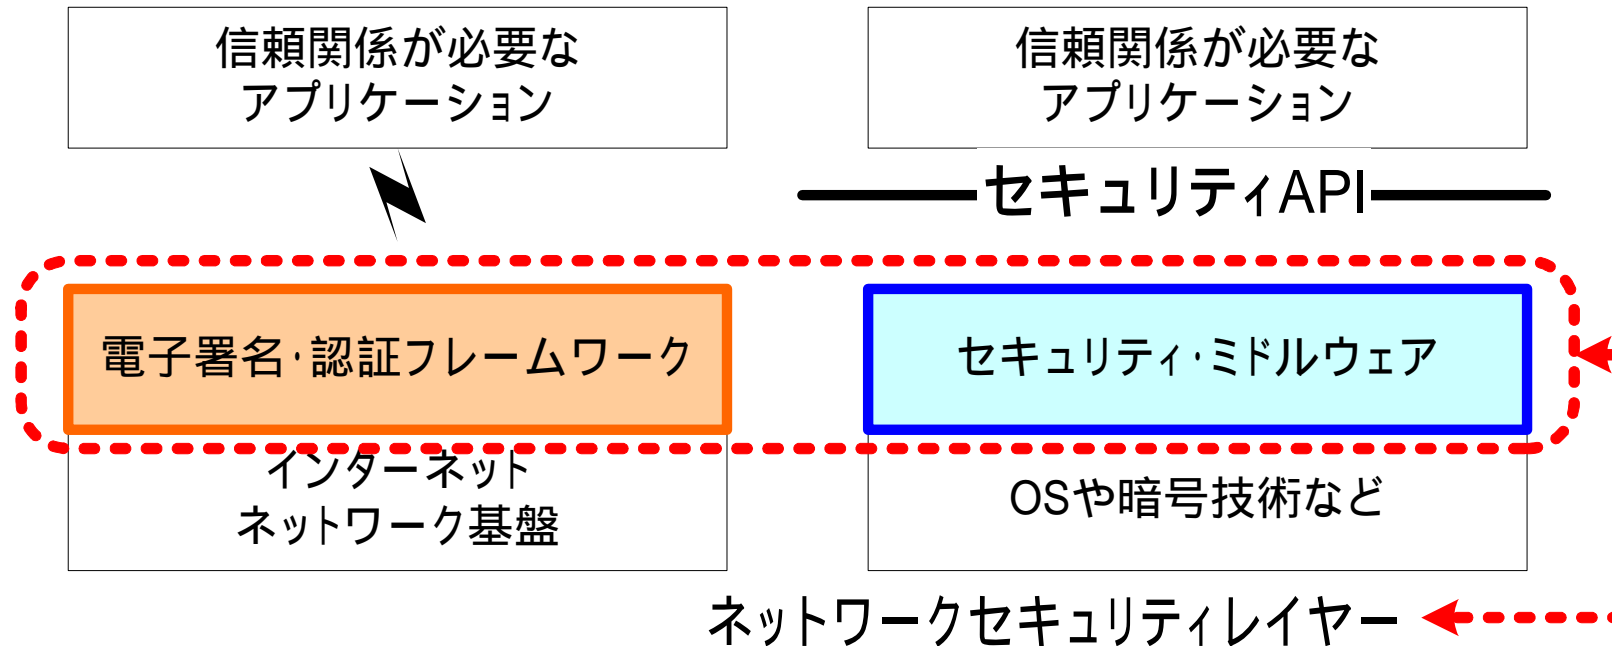 信頼関係が必要な
アプリケーション
信頼関係が必要な
アプリケーション
セキュリティAPI
電子署名・認証フレームワーク
セキュリティ・ミドルウェア
インターネット
ネットワーク基盤
OSや暗号技術など
ネットワークセキュリティレイヤー